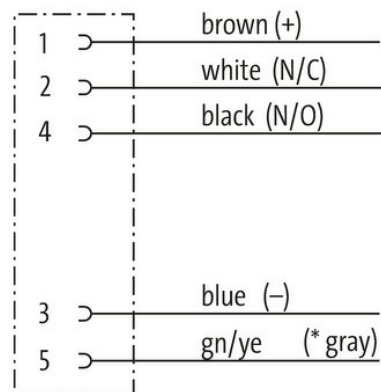 1 brown (+)
2 white (N/C)
4 black (N/O)
3 blue (–)
5 gn/ye (* gray)